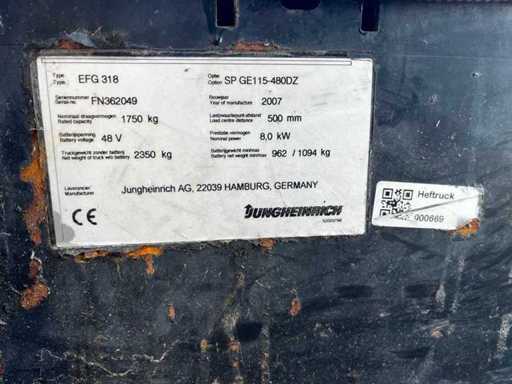 Type: EFG 318 Optie: SP GE115-480DZ
Type: Option:
Serienummer: FN362049 Bouwjaar 2007
Serial-no. Year of manufacture
Nominaal draagvermogen 1750 kg Lastzwaartepunt-afstand 500 mm
Rated capacity Load centre distance
Batterijspanning 48 V Prestatie vermogen 8,0 kW
Battery voltage Nominal power
Truckgewicht zonder batterij 2350 kg Batterijgewicht min/max 962 / 1094 kg
Net weight of truck w/o battery Battery net weight min/max
Leverancier/ Jungheinrich AG, 22039 HAMBURG, GERMANY
Manufacturer
CE JUNGHEINRICH
Heftruck
000669